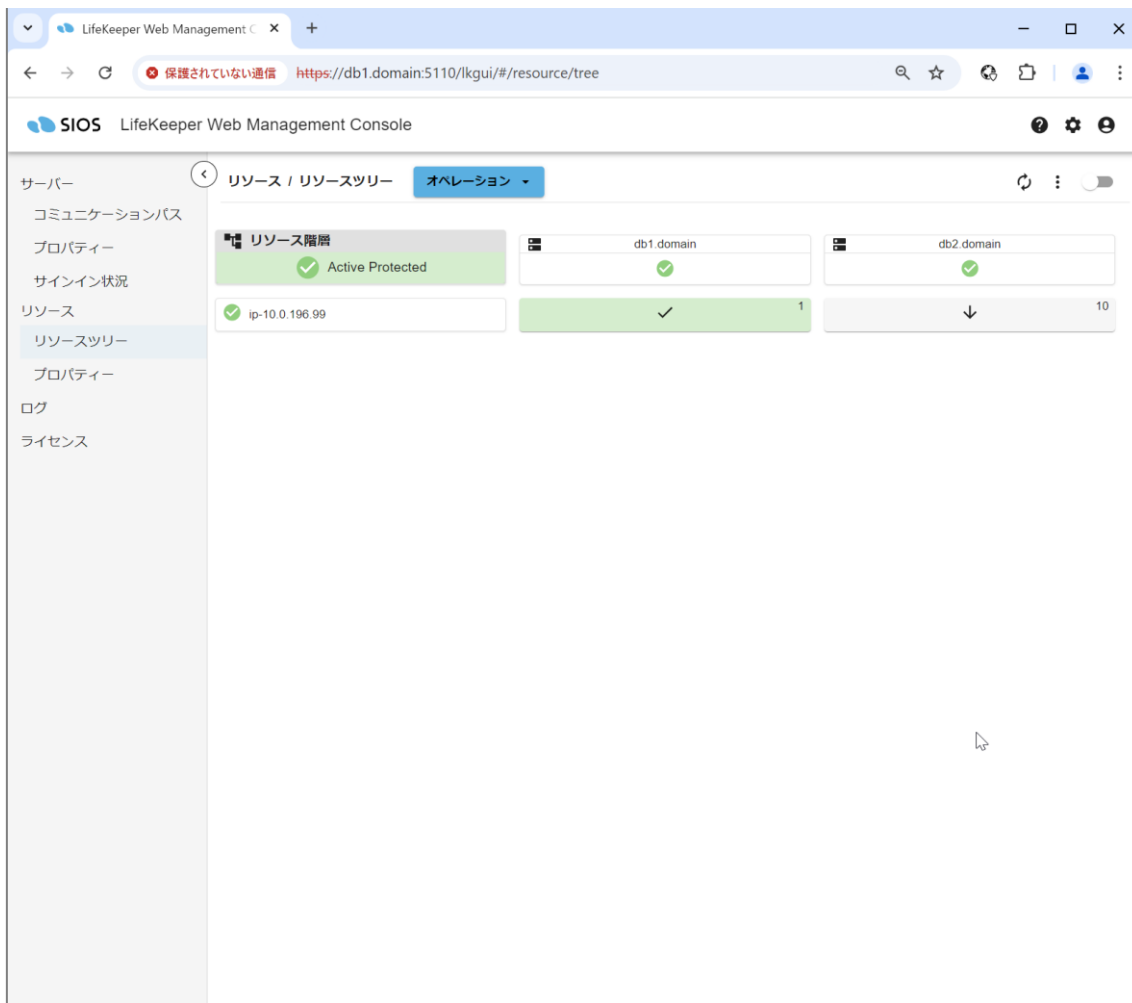 LifeKeeper Web Management C
保護されていない通信 https://db1.domain:5110/lkgui/#/resource/tree
SIOS LifeKeeper Web Management Console
サーバー
コミュニケーションパス
プロパティー
サインイン状況
リソース
リソースツリー
プロパティー
ログ
ライセンス
リソース / リソースツリー オペレーション
リソース階層 db1.domain db2.domain
Active Protected
ip-10.0.196.99 1 10